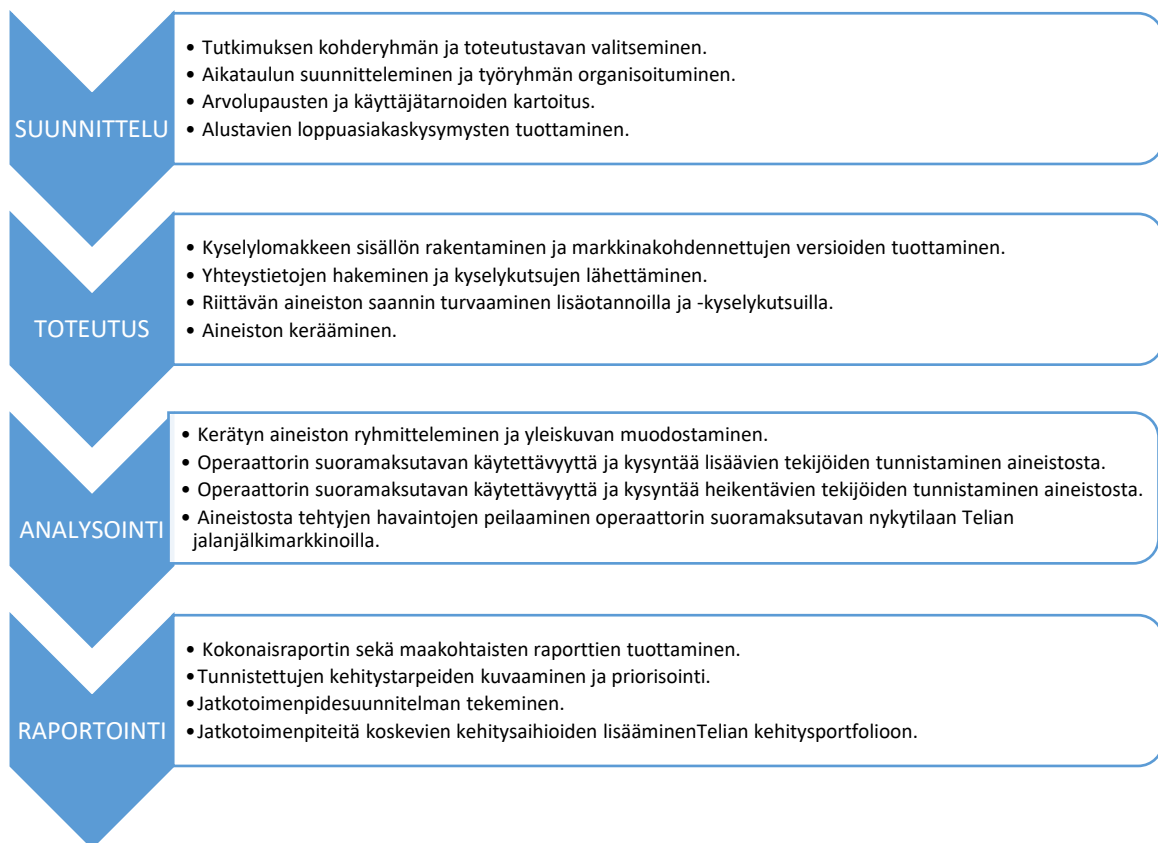 SUUNNITTELU
• Tutkimuksen kohderyhmän ja toteutustavan valitseminen.
• Aikataulun suunnitteleminen ja työryhmän organisoituminen.
• Arvolupausten ja käyttäjätarnoiden kartoitus.
• Alustavien loppuasiakaskysymysten tuottaminen.
TOTEUTUS
• Kyselylomakkeen sisällön rakentaminen ja markkinakohdennettujen versioiden tuottaminen.
• Yhteystietojen hakeminen ja kyselykutsujen lähettäminen.
• Riittävän aineiston saannin turvaaminen lisäotannoilla ja -kyselykutsuilla.
• Aineiston kerääminen.
ANALYSOINTI
• Kerätyn aineiston ryhmitteleminen ja yleiskuvan muodostaminen.
• Operaattorin suoramaksutavan käytettävyyttä ja kysyntää lisäävien tekijöiden tunnistaminen aineistosta.
• Operaattorin suoramaksutavan käytettävyyttä ja kysyntää heikentävien tekijöiden tunnistaminen aineistosta.
• Aineistosta tehtyjen havaintojen peilaaminen operaattorin suoramaksutavan nykytilaan Telian
jalanjälkimarkkinoilla.
RAPORTOINTI
• Kokonaisraportin sekä maakohtaisten raporttien tuottaminen.
•Tunnistettujen kehitystarpeiden kuvaaminen ja priorisointi.
•Jatkotoimenpidesuunnitelman tekeminen.
•Jatkotoimenpiteitä koskevien kehitysaihioiden lisääminenTelian kehitysportfolioon.